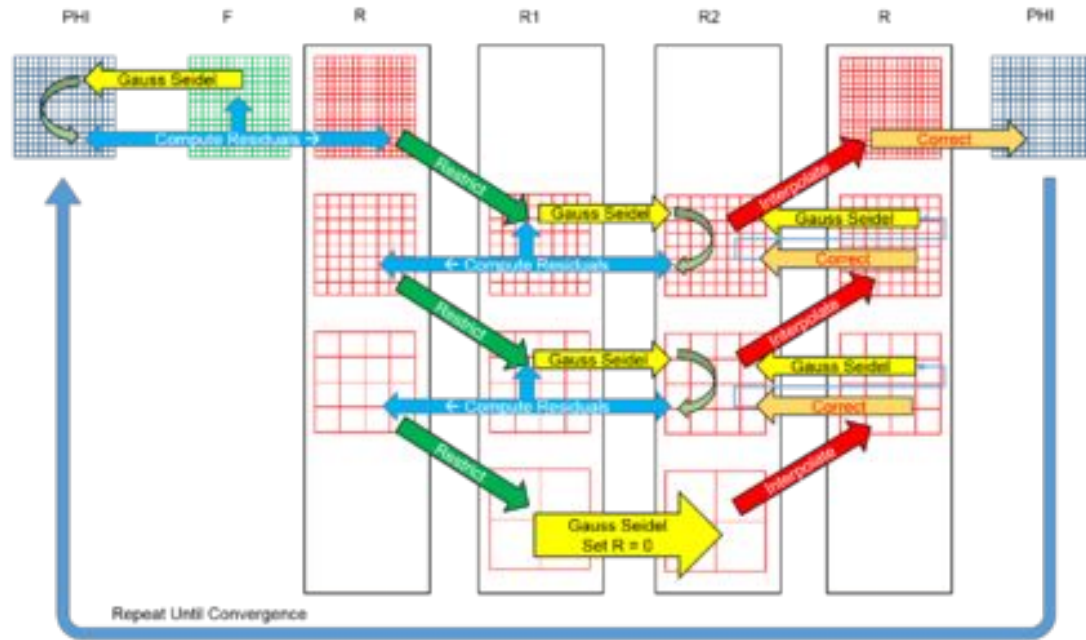 PHI F R R1 R2 R PHI
Gauss Seidel
Compute Residuals →
Correct
Restrict
Interpolate
Gauss Seidel
Gauss Seidel
← Compute Residuals
Correct
Restrict
Interpolate
Gauss Seidel
Gauss Seidel
← Compute Residuals
Correct
Restrict
Interpolate
Gauss Seidel
Set R = 0
Repeat Until Convergence